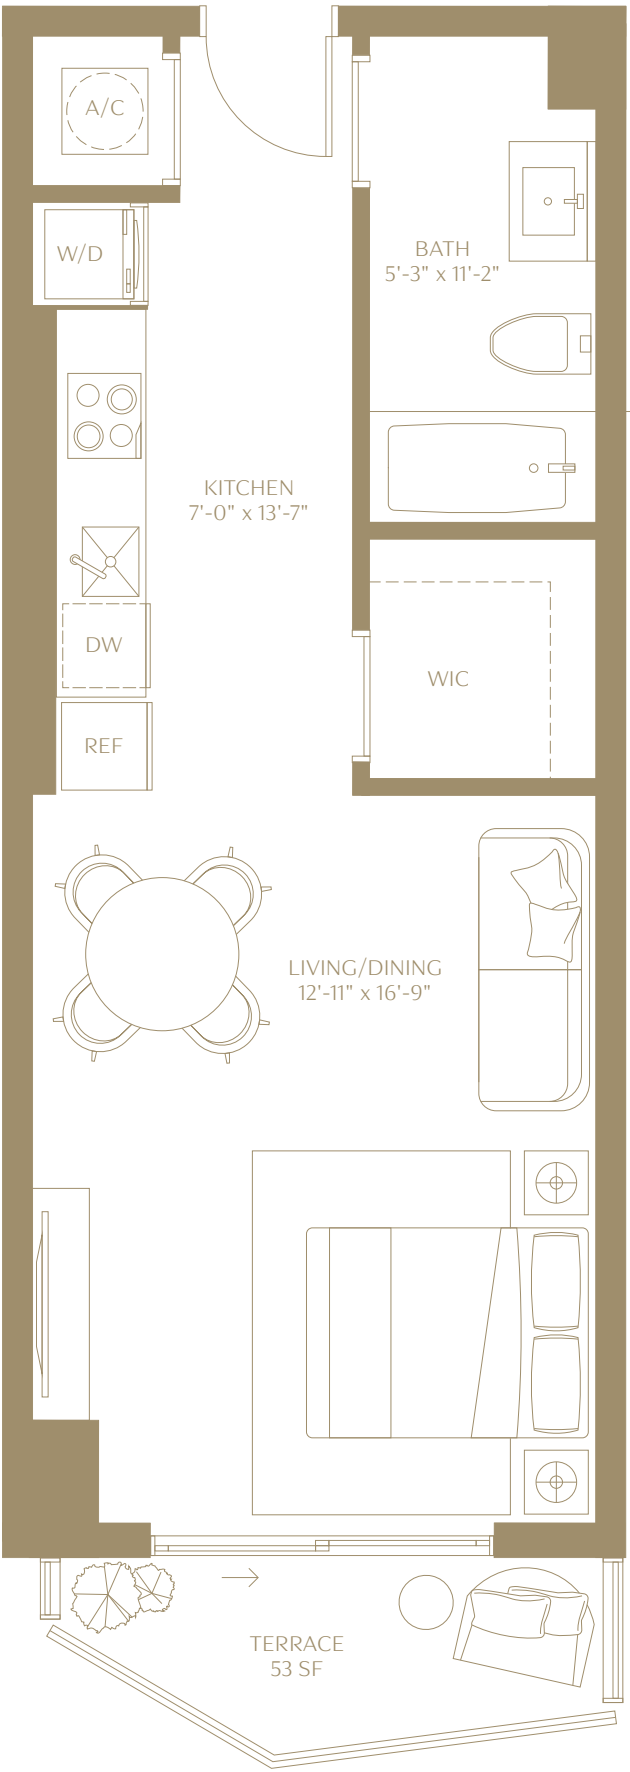 A/C
W/D
BATH
5'-3" x 11'-2"
KITCHEN
7'-0" x 13'-7"
DW
WIC
REF
LIVING/DINING
12'-11" x 16'-9"
TERRACE
53 SF